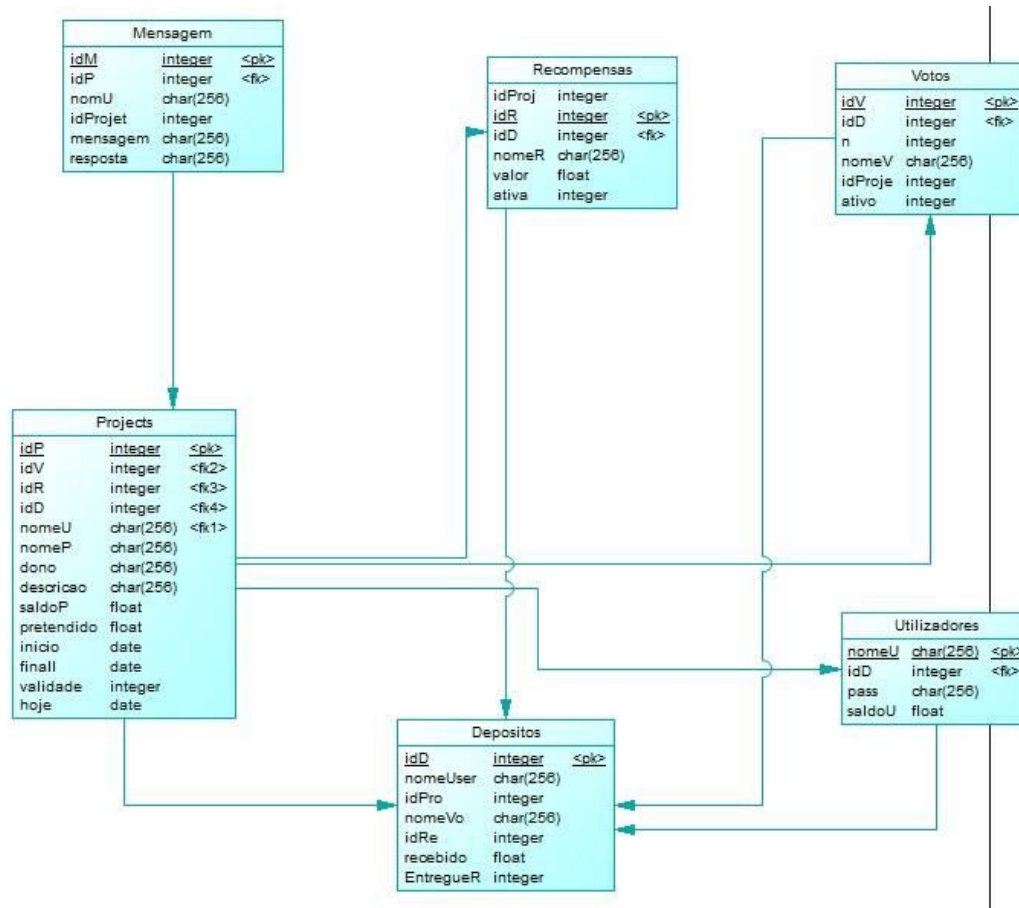 Mensagem
idM integer <pk>
idP integer <fk>
nomU char(256)
idProjet integer
mensagem char(256)
resposta char(256)
Recompensas
idProj integer
idR integer <pk>
idD integer <fk>
nomeR char(256)
valor float
ativa integer
Votos
idV integer <pk>
idD integer <fk>
n integer
nomeV char(256)
idProje integer
ativo integer
Projects
idP integer <pk>
idV integer <fk2>
idR integer <fk3>
idD integer <fk4>
nomeU char(256) <fk1>
nomeP char(256)
dono char(256)
descricao char(256)
saldoP float
pretendido float
inicio date
finall date
validade integer
hoje date
Utilizadores
nomeU char(256) <pk>
idD integer <fk>
pass char(256)
saldoU float
Depositos
idD integer <pk>
nomeUser char(256)
idPro integer
nomeVo char(256)
idRe integer
recebido float
EntregueR integer